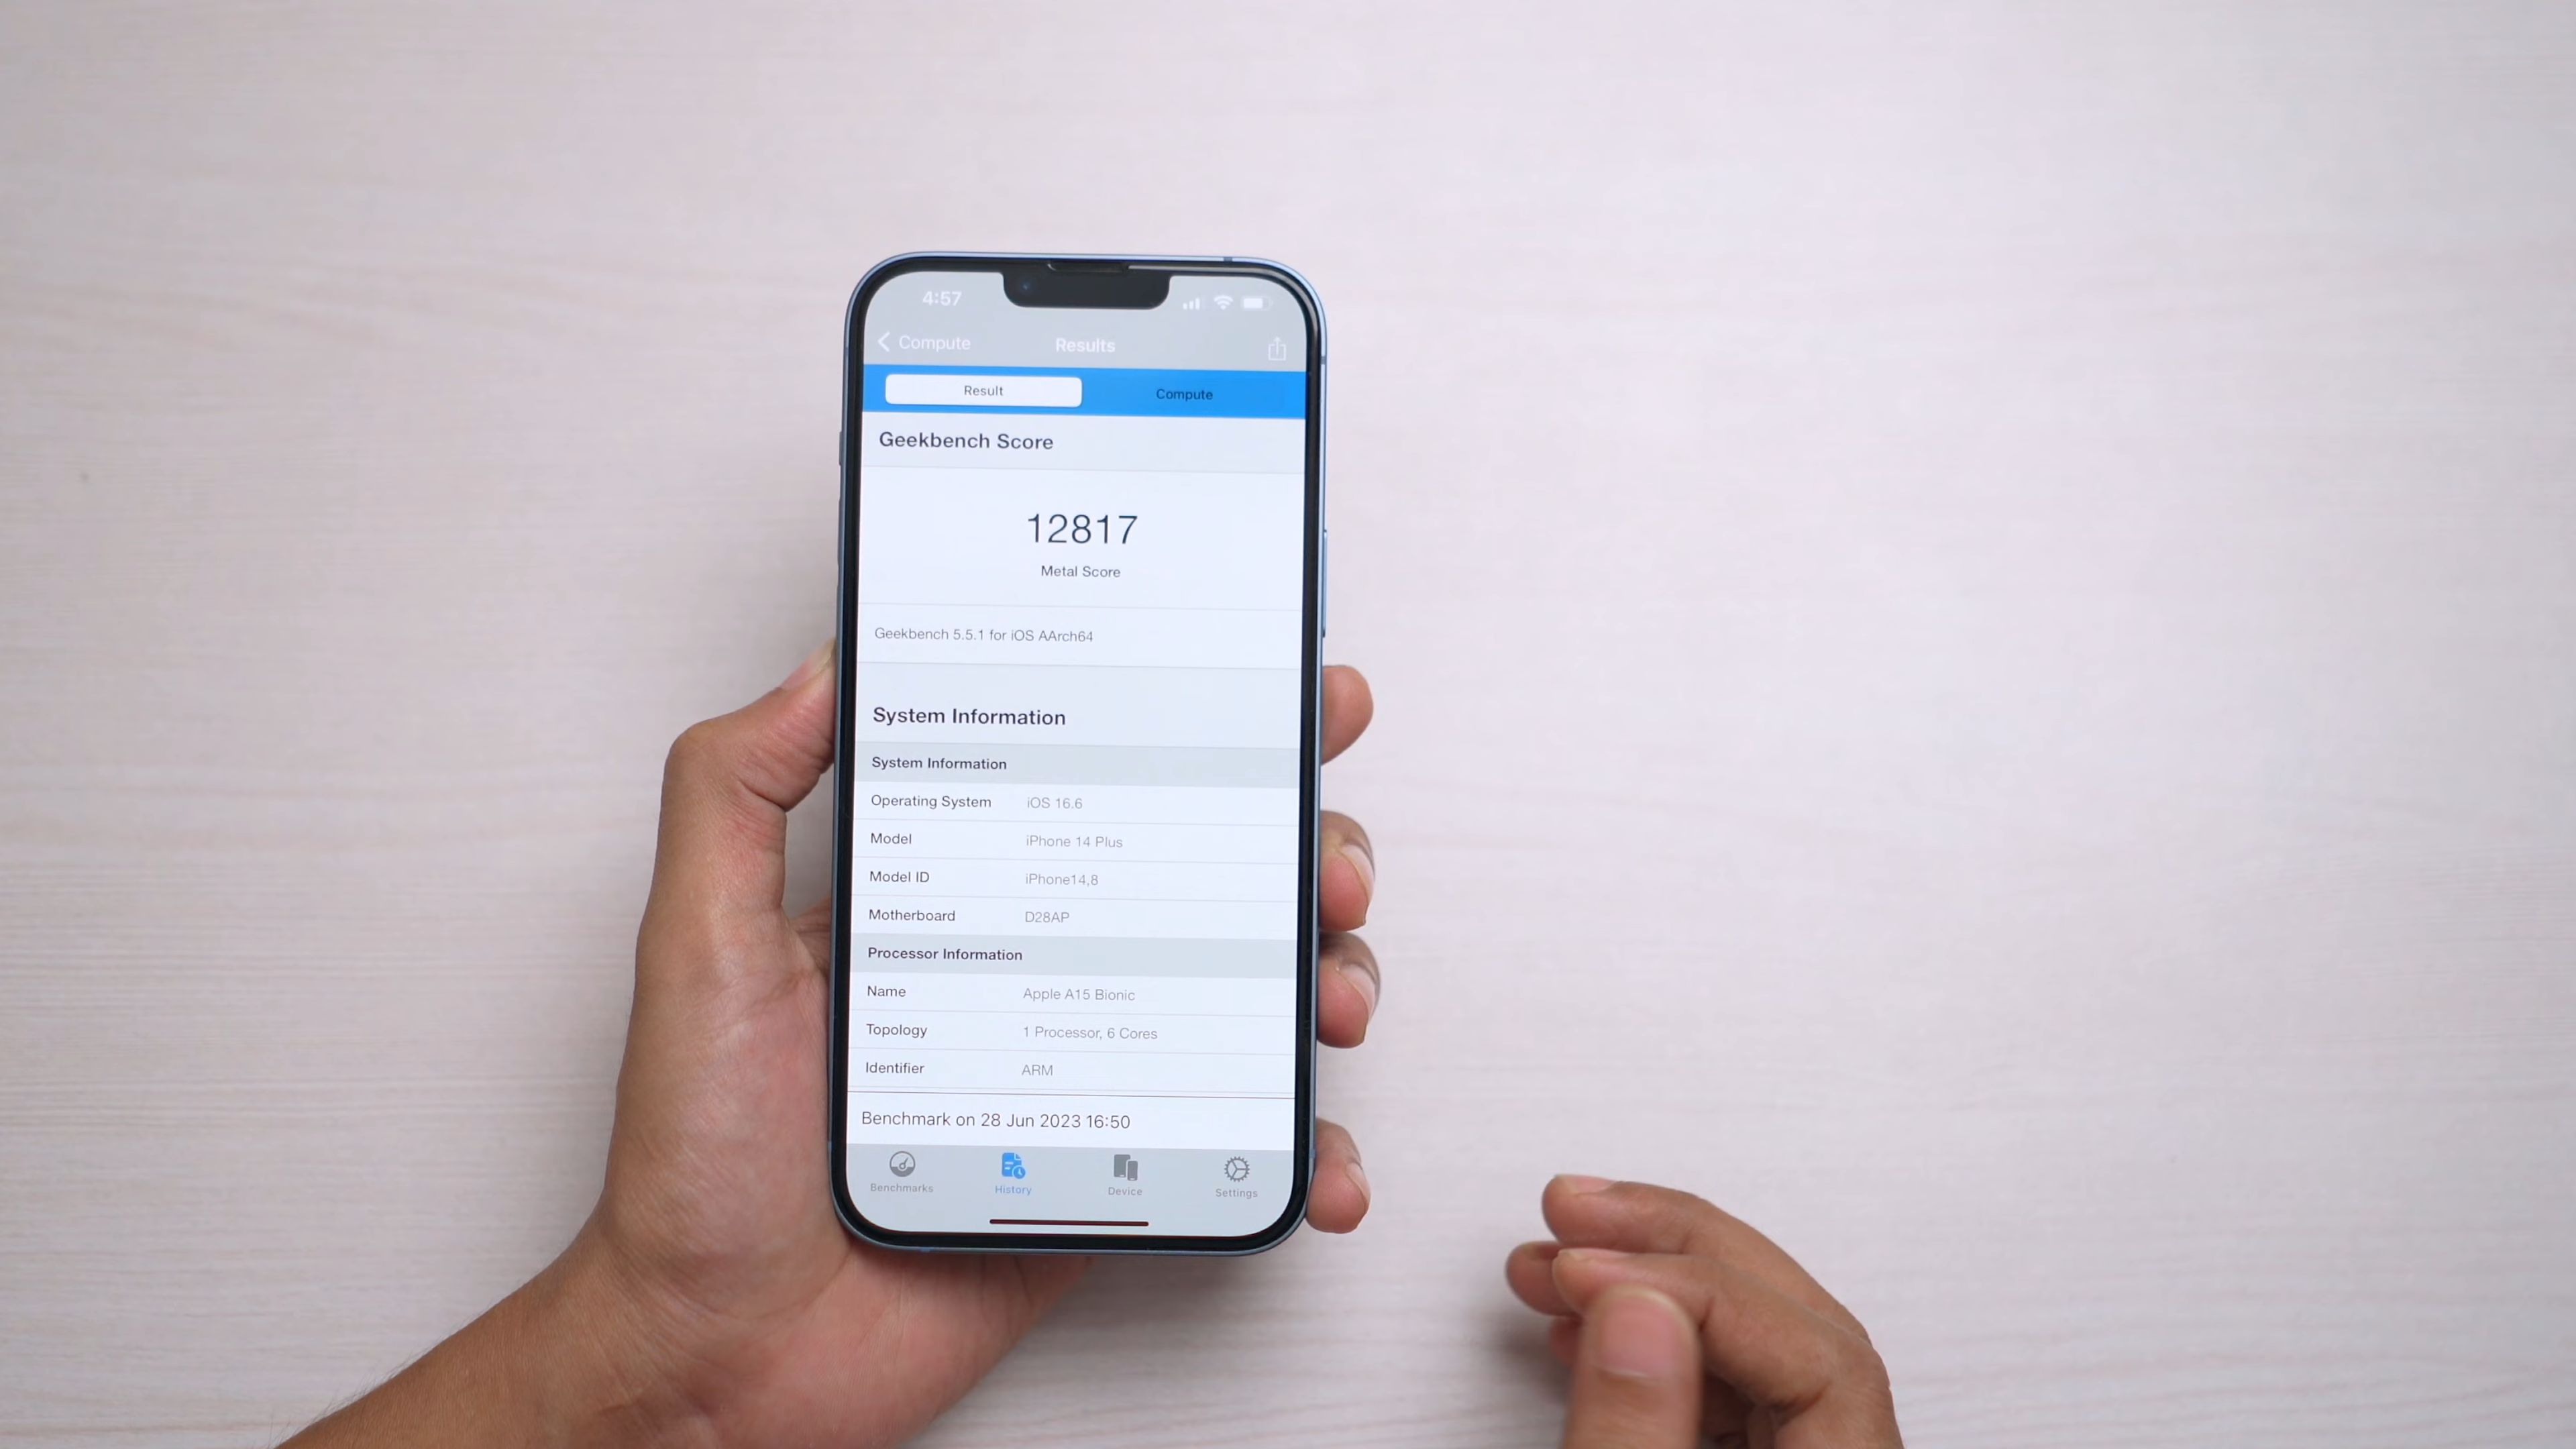 4:57
Compute
Results
Result
Compute
Geekbench Score
12817
Metal Score
Geekbench 5.5.1 for iOS AArch64
System Information
System Information
Operating System iOS 16.6
Model iPhone 14 Plus
Model ID iPhone14,8
Motherboard D28AP
Processor Information
Name Apple A15 Bionic
Topology 1 Processor, 6 Cores
Identifier ARM
Benchmark on 28 Jun 2023 16:50
Benchmarks
History
Device
Settings